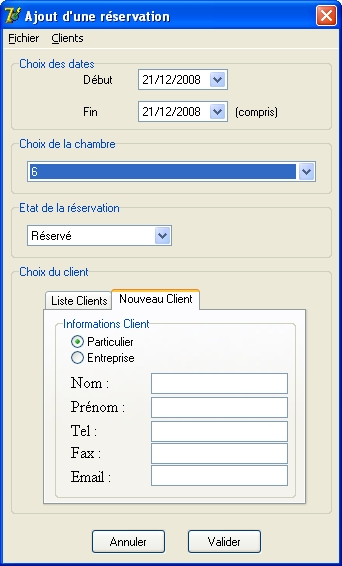 Ajout d'une réservation
Fichier Clients
Choix des dates
Début 21/12/2008
Fin 21/12/2008 (compris)
Choix de la chambre
6
Etat de la réservation
Réservé
Choix du client
Liste Clients Nouveau Client
Informations Client
Particulier
Entreprise
Nom :
Prénom :
Tel :
Fax :
Email :
Annuler Valider